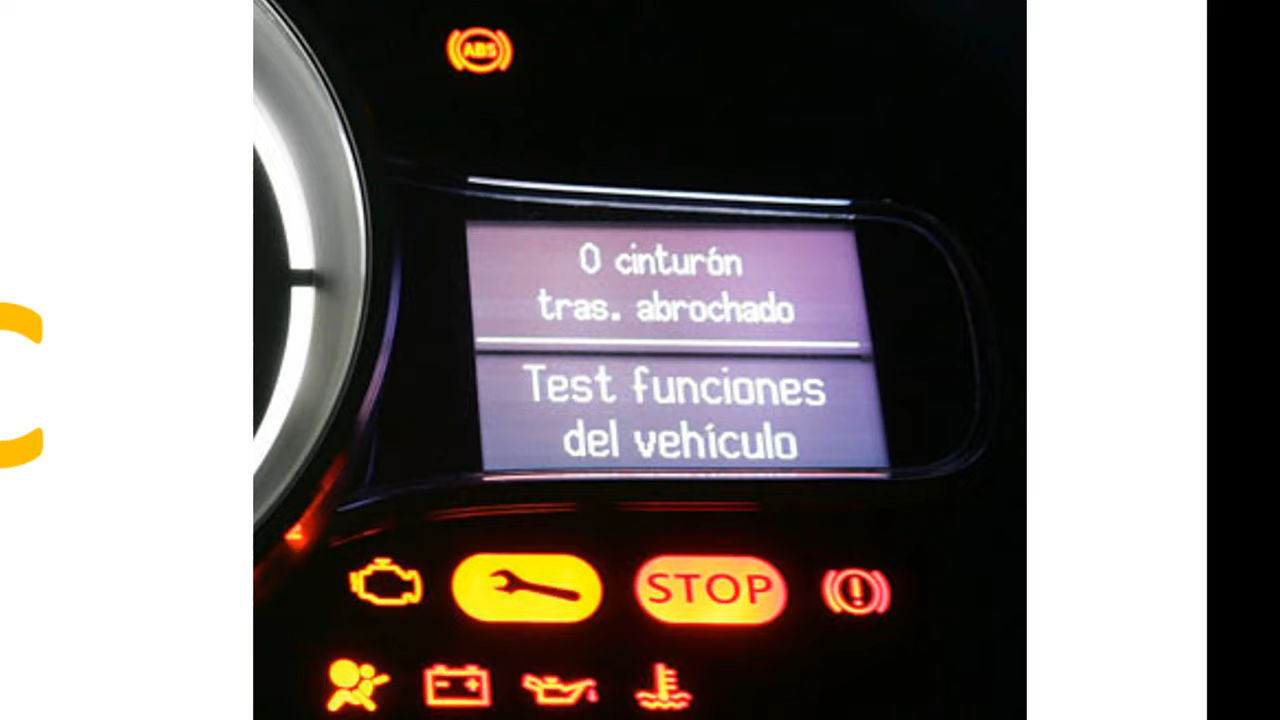 ABS
0 cinturón
tras. abrochado
Test funciones
del vehículo
STOP